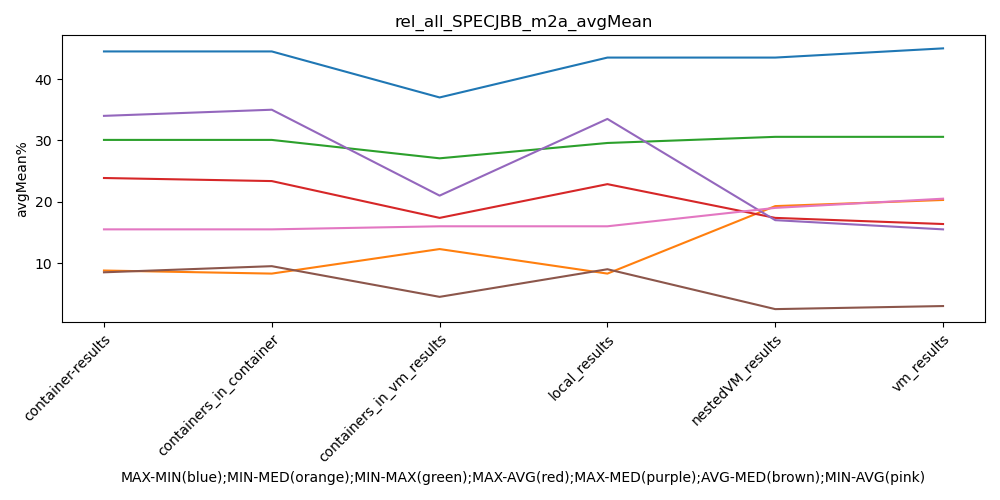 rel_all_SPECJBB_m2a_avgMean
avgMean%
40
30
20
10
container-results
containers_in_container
containers_in_vm_results
local_results
nestedVM_results
vm_results
MAX-MIN(blue);MIN-MED(orange);MIN-MAX(green);MAX-AVG(red);MAX-MED(purple);AVG-MED(brown);MIN-AVG(pink)